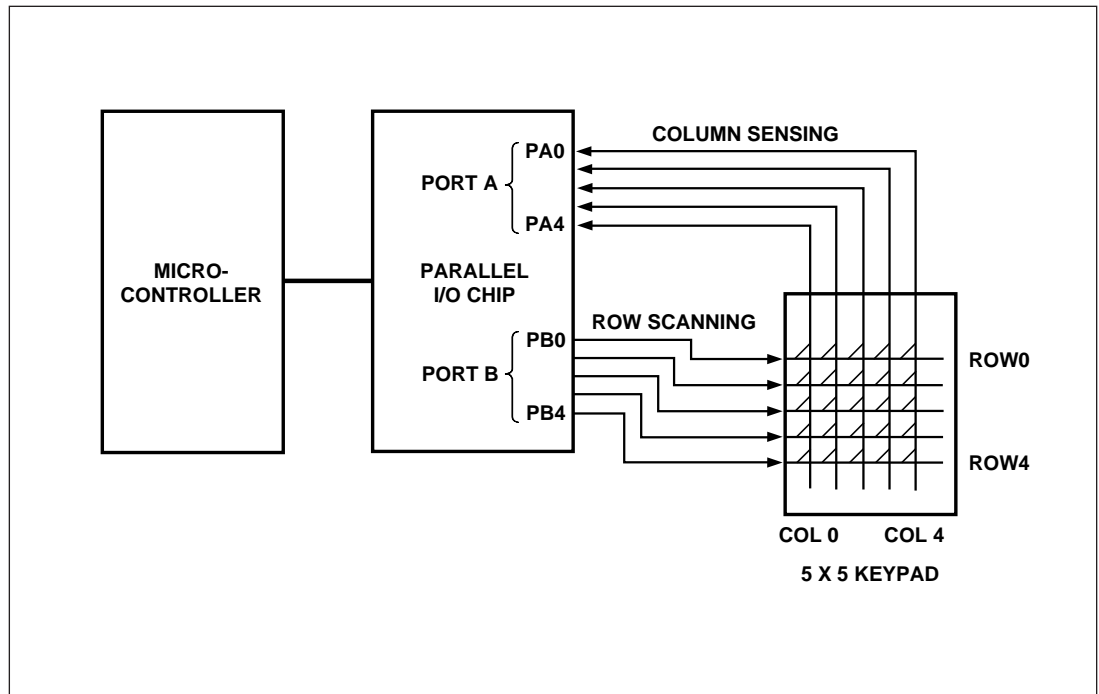 MICRO-
CONTROLLER
PORT A
PA0
PA4
PARALLEL
I/O CHIP
PORT B
PB0
PB4
COLUMN SENSING
ROW SCANNING
ROW0
ROW4
COL 0 COL 4
5 X 5 KEYPAD